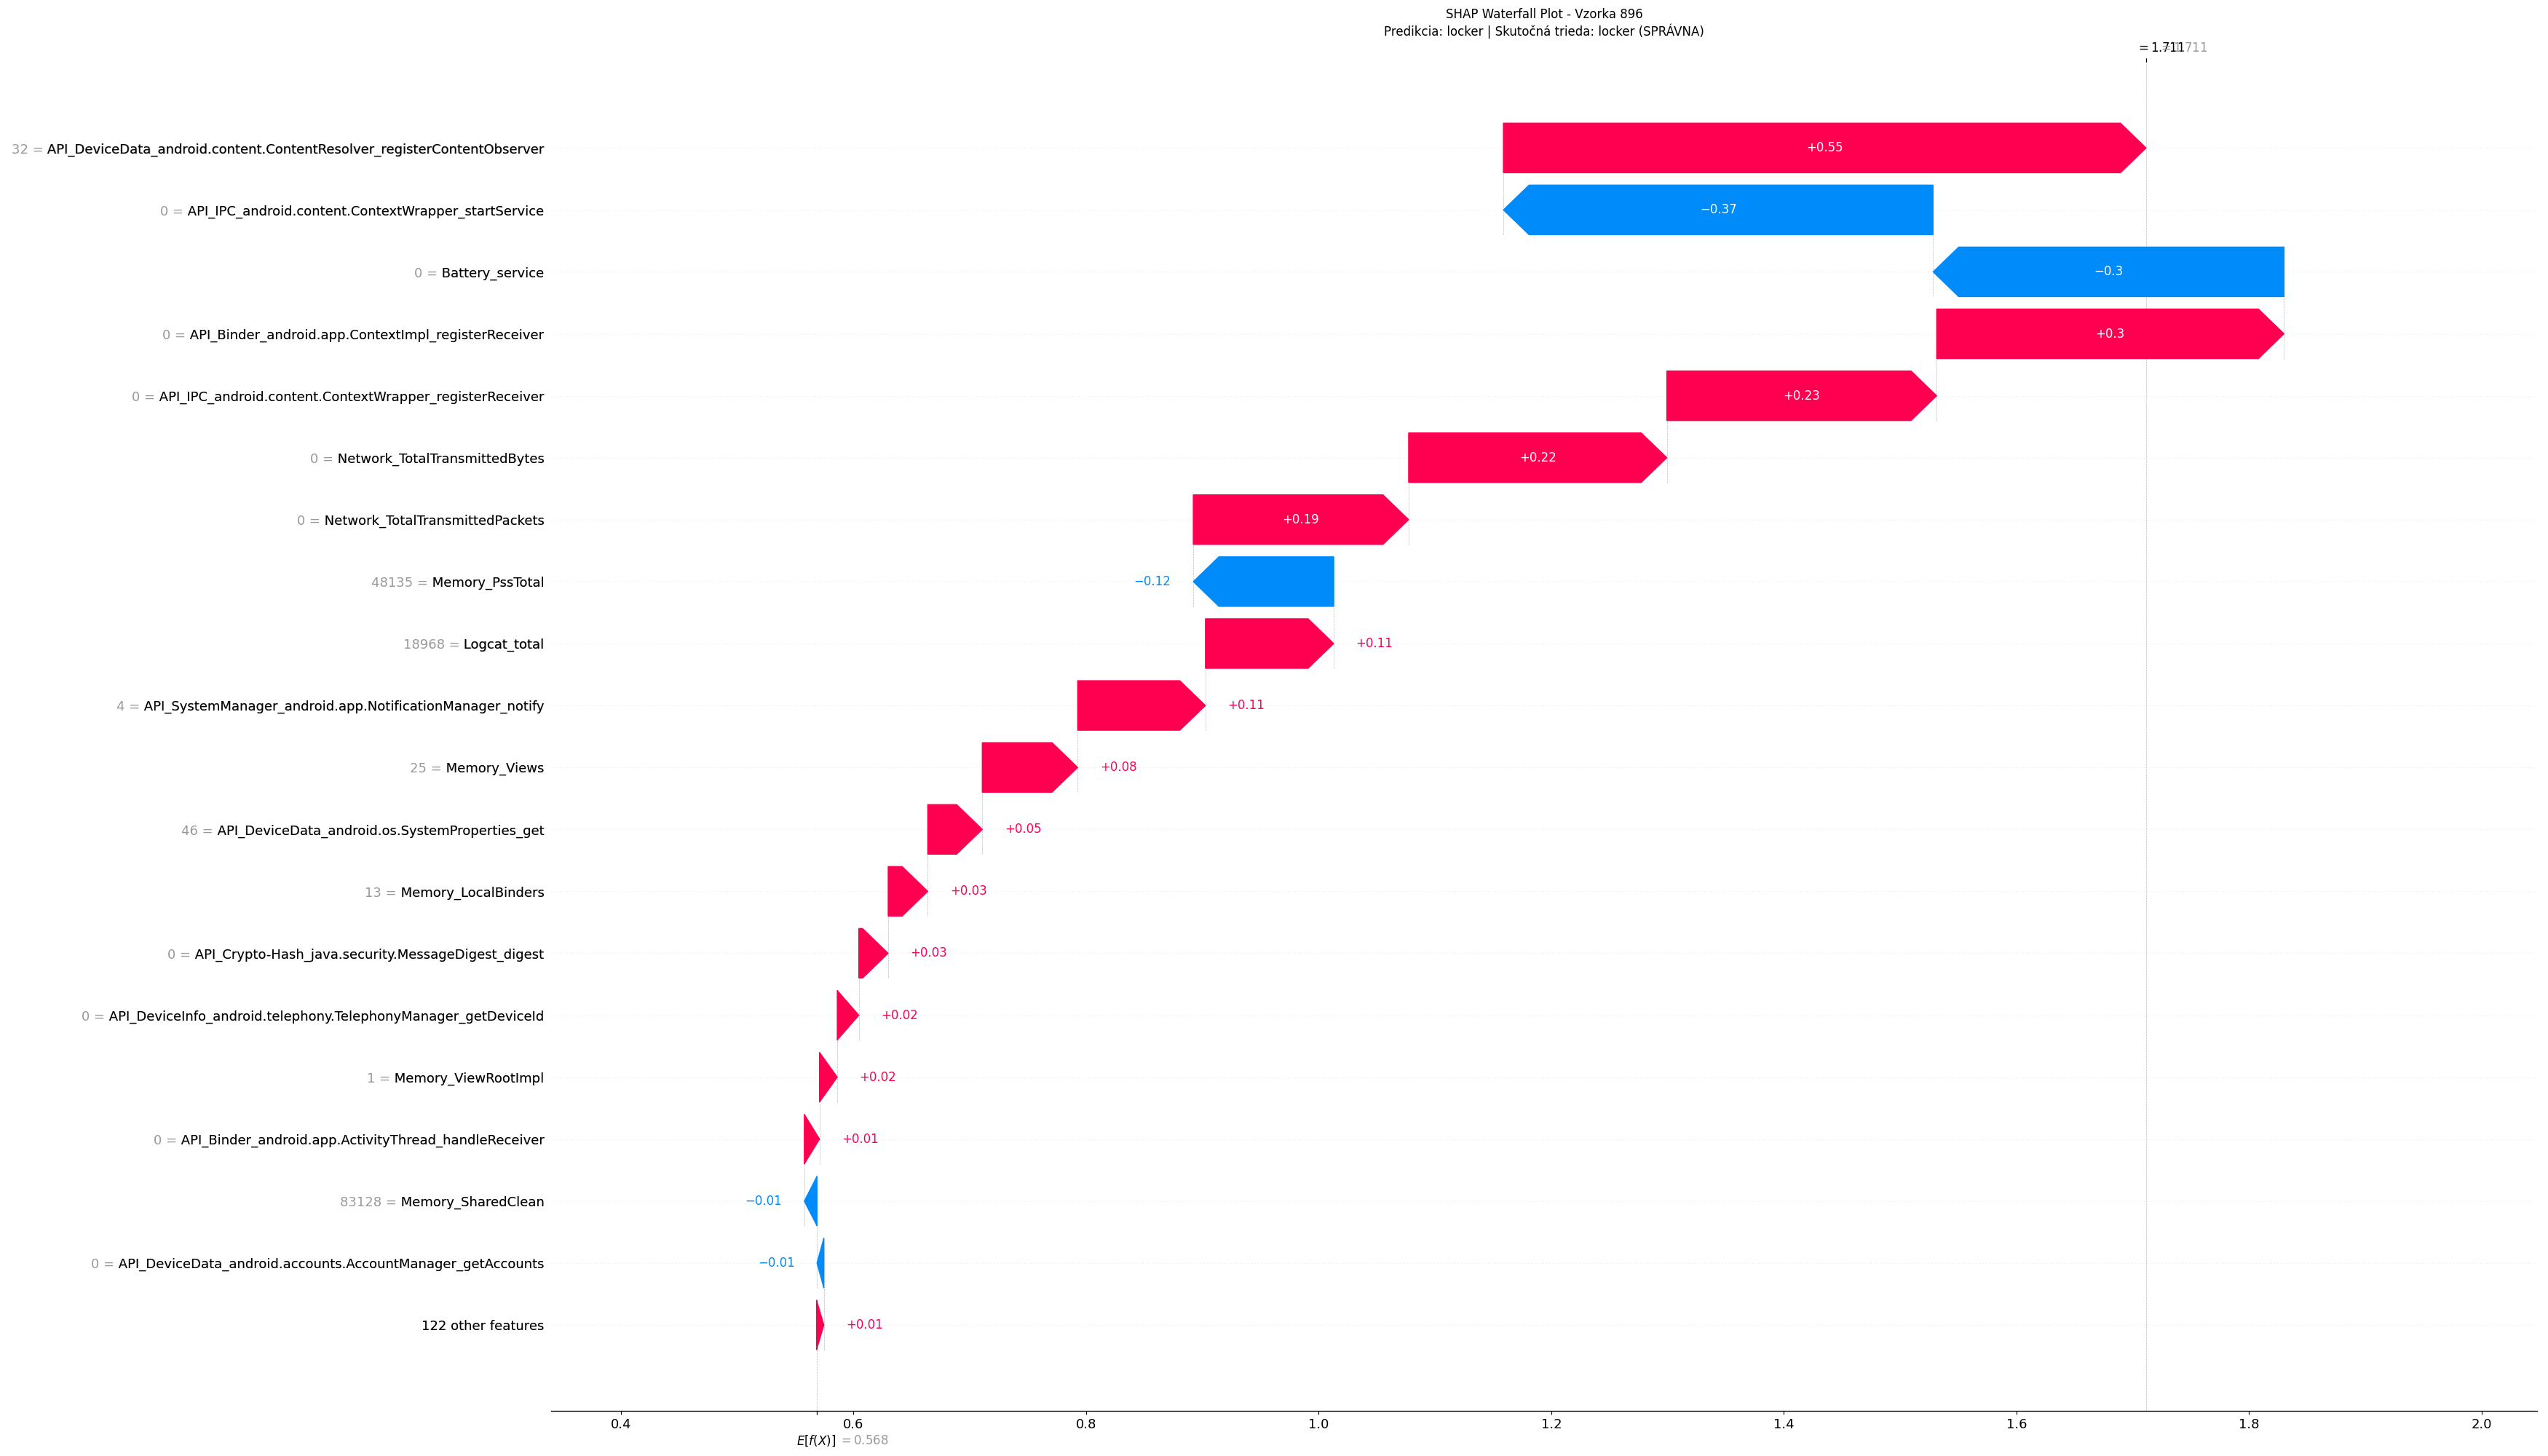 SHAP Waterfall Plot - Vzorka 896
Predikcia: locker | Skutočná trieda: locker (SPRÁVNA)
= 1.711
32 = API_DeviceData_android.content.ContentResolver_registerContentObserver
+0.55
0 = API_IPC_android.content.ContextWrapper_startService
−0.37
0 = Battery_service
−0.3
0 = API_Binder_android.app.ContextImpl_registerReceiver
+0.3
0 = API_IPC_android.content.ContextWrapper_registerReceiver
+0.23
0 = Network_TotalTransmittedBytes
+0.22
0 = Network_TotalTransmittedPackets
+0.19
48135 = Memory_PssTotal
−0.12
18968 = Logcat_total
+0.11
4 = API_SystemManager_android.app.NotificationManager_notify
+0.11
25 = Memory_Views
+0.08
46 = API_DeviceData_android.os.SystemProperties_get
+0.05
13 = Memory_LocalBinders
+0.03
0 = API_Crypto-Hash_java.security.MessageDigest_digest
+0.03
0 = API_DeviceInfo_android.telephony.TelephonyManager_getDeviceId
+0.02
1 = Memory_ViewRootImpl
+0.02
0 = API_Binder_android.app.ActivityThread_handleReceiver
+0.01
83128 = Memory_SharedClean
−0.01
0 = API_DeviceData_android.accounts.AccountManager_getAccounts
−0.01
122 other features
+0.01
0.4 0.6 0.8 1.0 1.2 1.4 1.6 1.8 2.0
E[f(X)] = 0.568